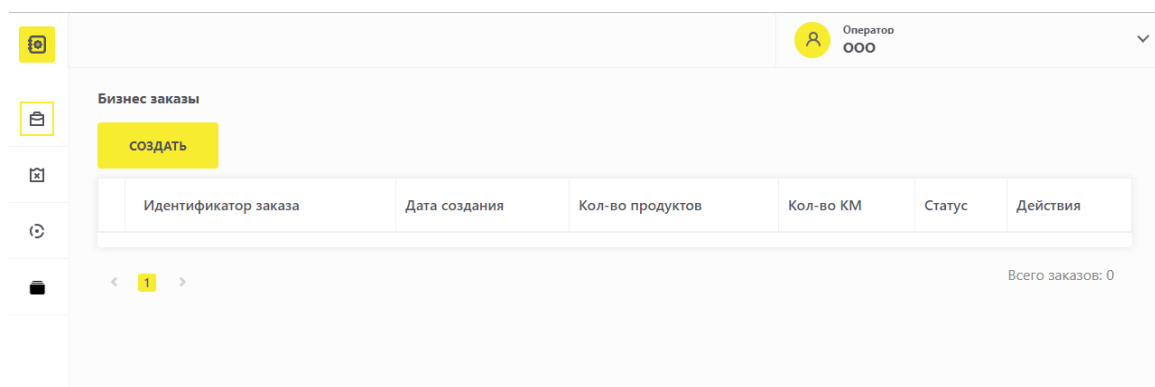 Оператор
ООО
Бизнес заказы
СОЗДАТЬ
Идентификатор заказа Дата создания Кол-во продуктов Кол-во КМ Статус Действия
1
Всего заказов: 0